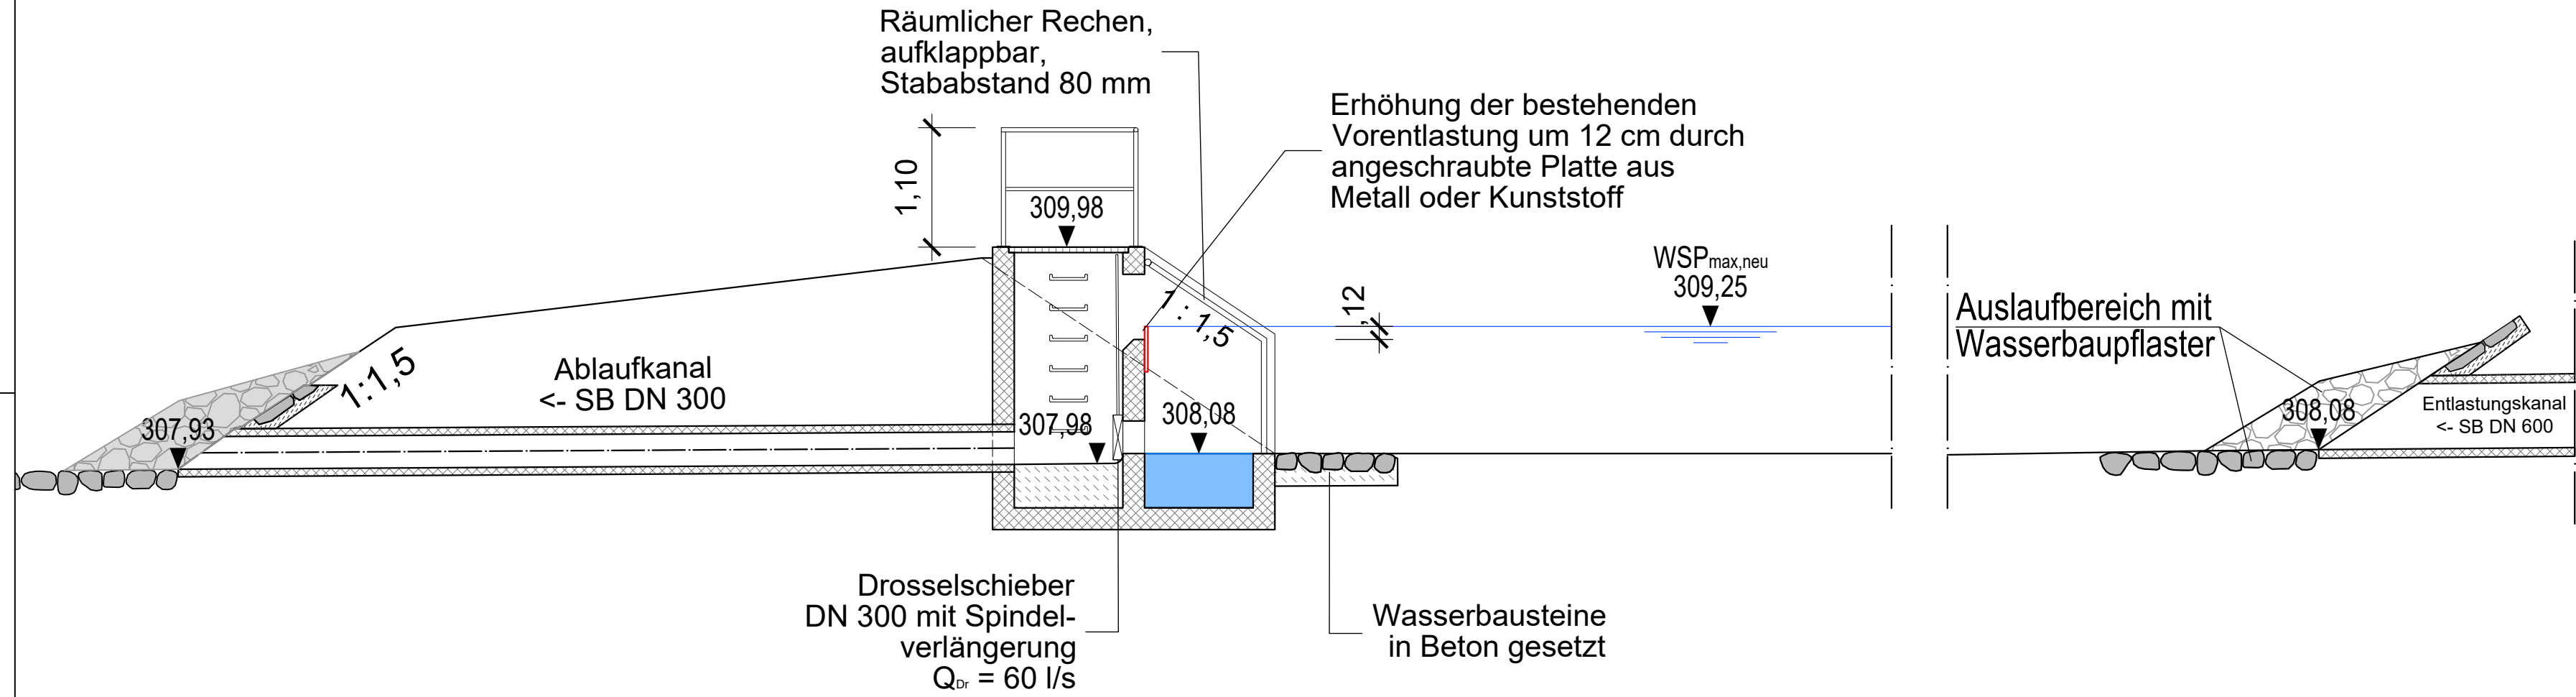 Räumlicher Rechen,
aufklappbar,
Stababstand 80 mm
Erhöhung der bestehenden
Vorentlastung um 12 cm durch
angeschraubte Platte aus
Metall oder Kunststoff
1,10
309,98
WSPmax,neu
309,25
,12
1 : 1,5
Auslaufbereich mit
Wasserbaupflaster
1:1,5
Ablaufkanal
<- SB DN 300
307,93
307,98
308,08
308,08
Entlastungskanal
<- SB DN 600
Drosselschieber
DN 300 mit Spindel-
verlängerung
QDr = 60 l/s
Wasserbausteine
in Beton gesetzt